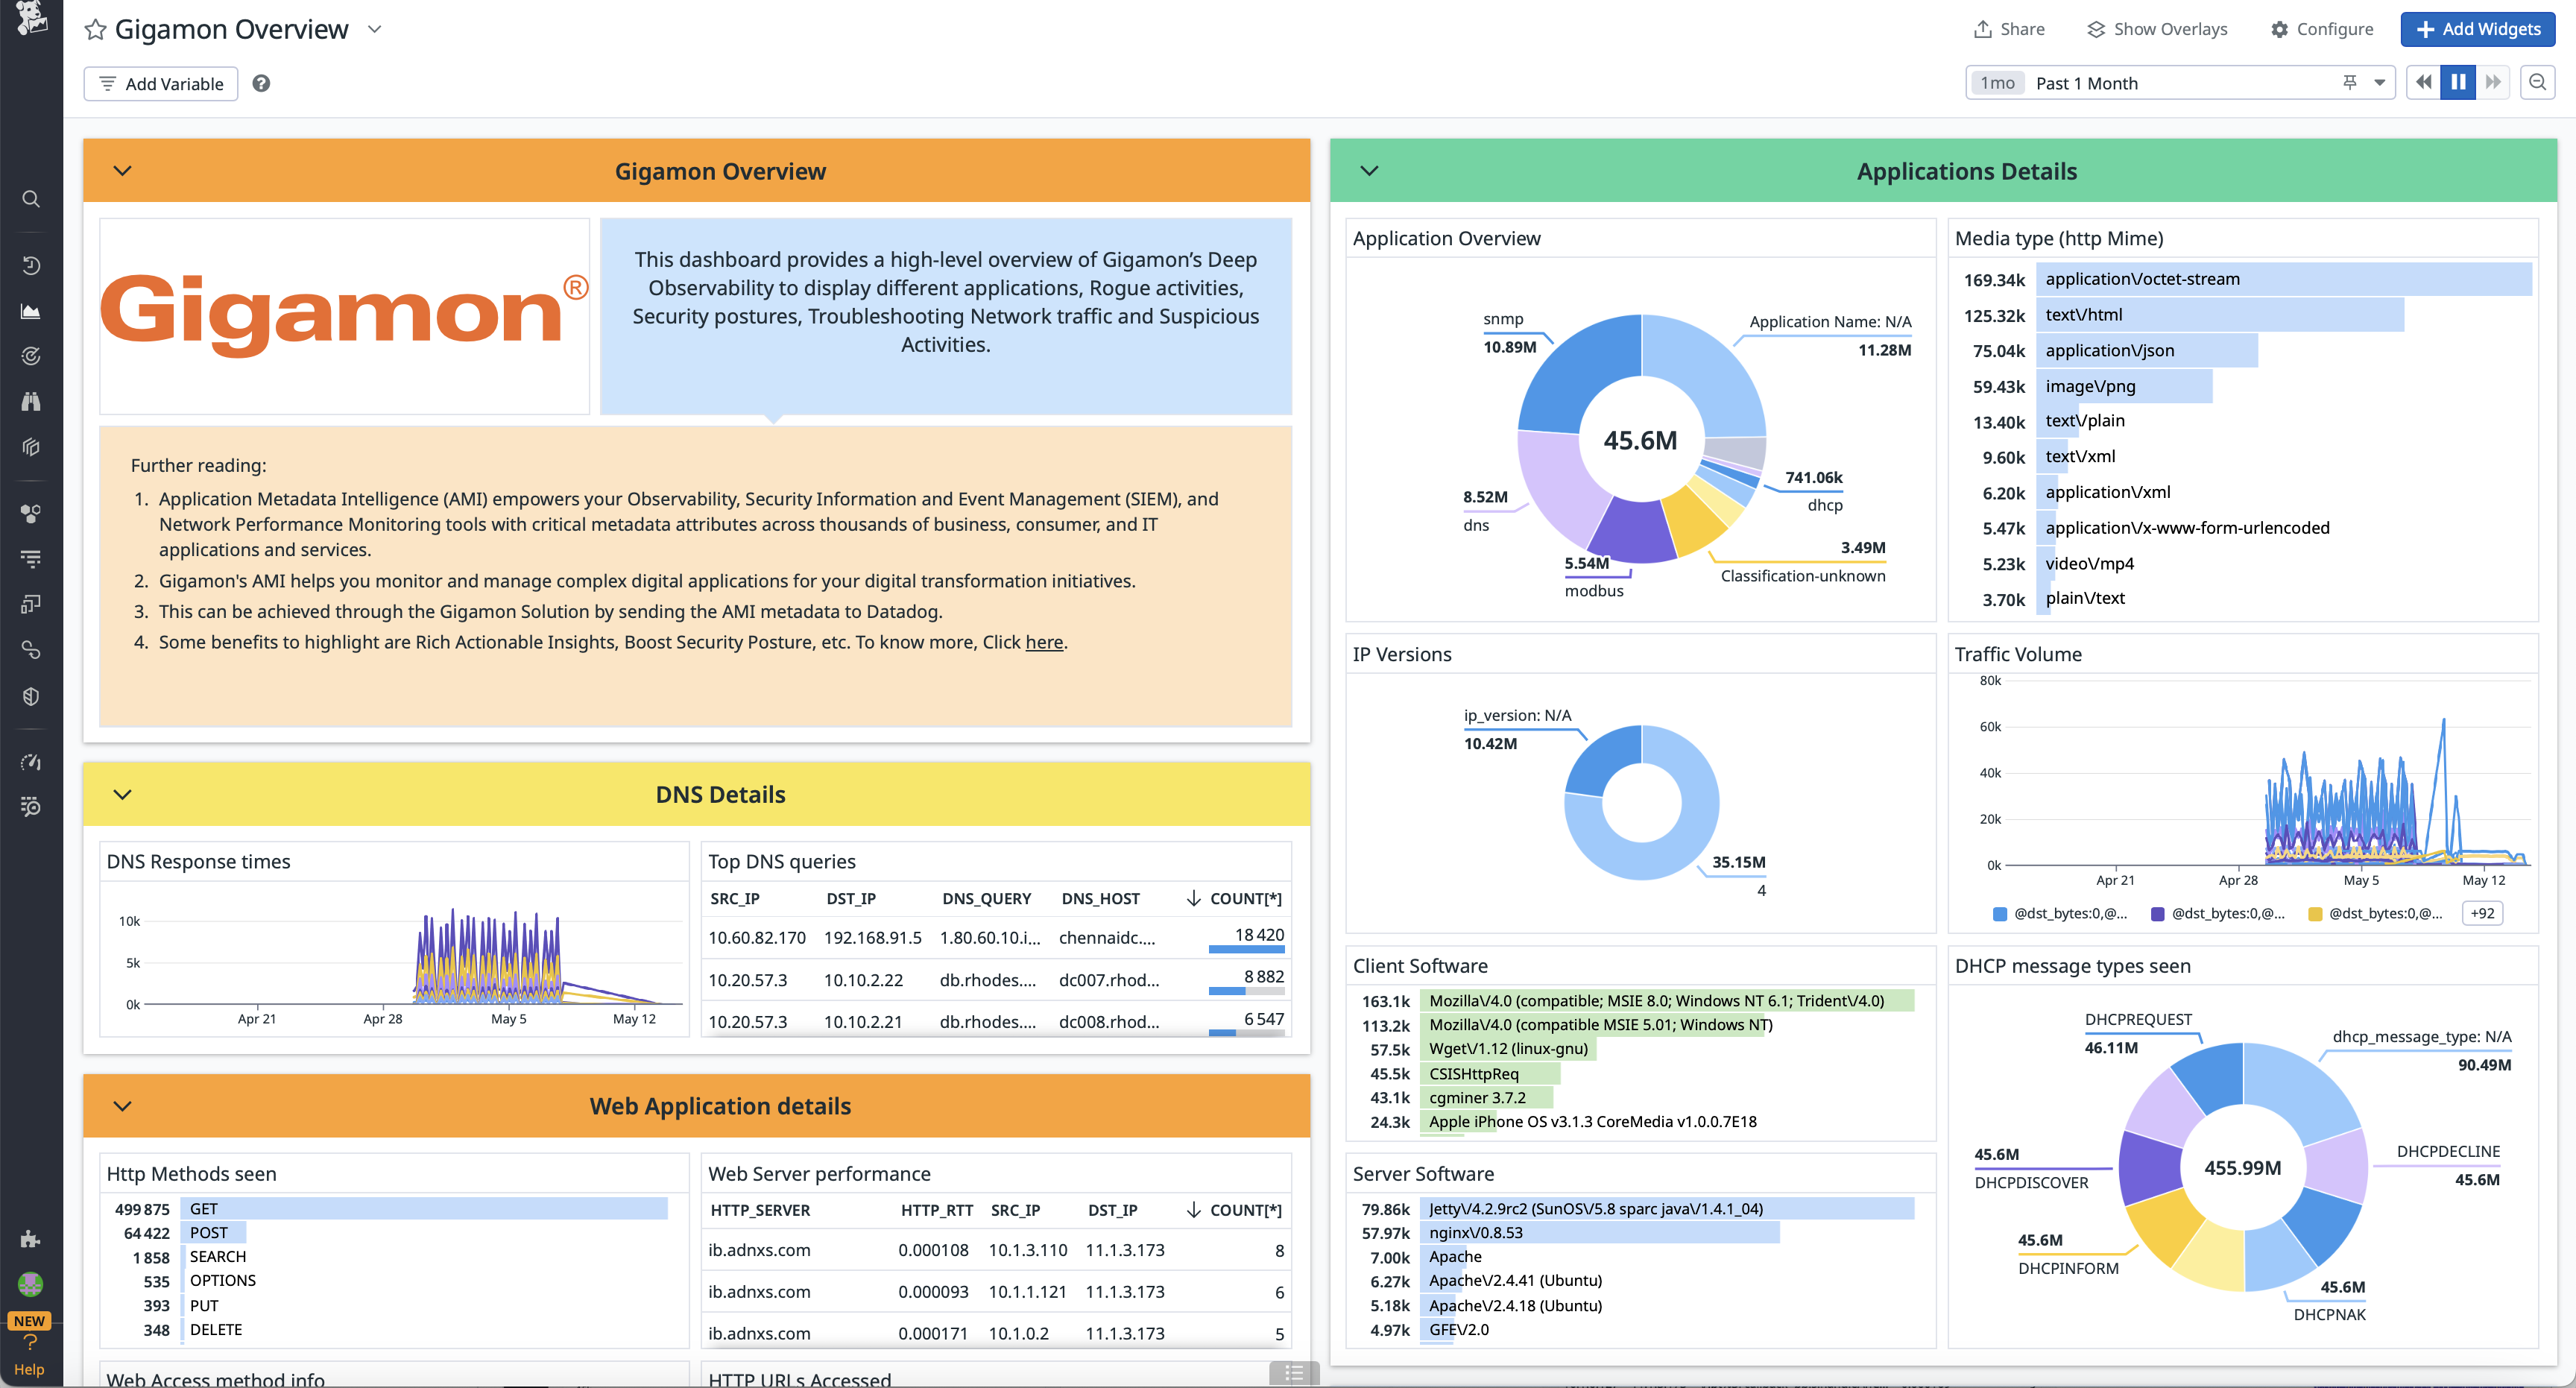 Gigamon Overview
Share
Show Overlays
Configure
Add Widgets
Add Variable
1mo Past 1 Month
Gigamon Overview
Gigamon®
This dashboard provides a high-level overview of Gigamon’s Deep
Observability to display different applications, Rogue activities,
Security postures, Troubleshooting Network traffic and Suspicious
Activities.
Further reading:
1. Application Metadata Intelligence (AMI) empowers your Observability, Security Information and Event Management (SIEM), and
Network Performance Monitoring tools with critical metadata attributes across thousands of business, consumer, and IT
applications and services.
2. Gigamon's AMI helps you monitor and manage complex digital applications for your digital transformation initiatives.
3. This can be achieved through the Gigamon Solution by sending the AMI metadata to Datadog.
4. Some benefits to highlight are Rich Actionable Insights, Boost Security Posture, etc. To know more, Click here.
DNS Details
DNS Response times
10k
5k
0k
Apr 21 Apr 28 May 5 May 12
Top DNS queries
SRC_IP DST_IP DNS_QUERY DNS_HOST COUNT[*]
10.60.82.170 192.168.91.5 1.80.60.10.i... chennaidc.... 18 420
10.20.57.3 10.10.2.22 db.rhodes.... dc007.rhod... 8 882
10.20.57.3 10.10.2.21 db.rhodes.... dc008.rhod... 6 547
Web Application details
Http Methods seen
499 875 GET
64 422 POST
1 858 SEARCH
535 OPTIONS
393 PUT
348 DELETE
Web Server performance
HTTP_SERVER HTTP_RTT SRC_IP DST_IP COUNT[*]
ib.adnxs.com 0.000108 10.1.3.110 11.1.3.173 8
ib.adnxs.com 0.000093 10.1.1.121 11.1.3.173 6
ib.adnxs.com 0.000171 10.1.0.2 11.1.3.173 5
Web Access method info
HTTP URLs Accessed
Applications Details
Application Overview
snmp
10.89M
Application Name: N/A
11.28M
45.6M
741.06k
dhcp
8.52M
dns
3.49M
Classification-unknown
5.54M
modbus
Media type (http Mime)
169.34k application\/octet-stream
125.32k text\/html
75.04k application\/json
59.43k image\/png
13.40k text\/plain
9.60k text\/xml
6.20k application\/xml
5.47k application\/x-www-form-urlencoded
5.23k video\/mp4
3.70k plain\/text
IP Versions
ip_version: N/A
10.42M
35.15M
4
Traffic Volume
80k
60k
40k
20k
0k
Apr 21 Apr 28 May 5 May 12
@dst_bytes:0,@... @dst_bytes:0,@... @dst_bytes:0,@... +92
Client Software
163.1k Mozilla\/4.0 (compatible; MSIE 8.0; Windows NT 6.1; Trident\/4.0)
113.2k Mozilla\/4.0 (compatible MSIE 5.01; Windows NT)
57.5k Wget\/1.12 (linux-gnu)
45.5k CSISHttpReq
43.1k cgminer 3.7.2
24.3k Apple iPhone OS v3.1.3 CoreMedia v1.0.0.7E18
Server Software
79.86k Jetty\/4.2.9rc2 (SunOS\/5.8 sparc java\/1.4.1_04)
57.97k nginx\/0.8.53
7.00k Apache
6.27k Apache\/2.4.41 (Ubuntu)
5.18k Apache\/2.4.18 (Ubuntu)
4.97k GFE\/2.0
DHCP message types seen
DHCPREQUEST
46.11M
dhcp_message_type: N/A
90.49M
DHCPDECLINE
45.6M
455.99M
45.6M
DHCPDISCOVER
45.6M
DHCPINFORM
45.6M
DHCPNAK
NEW
Help